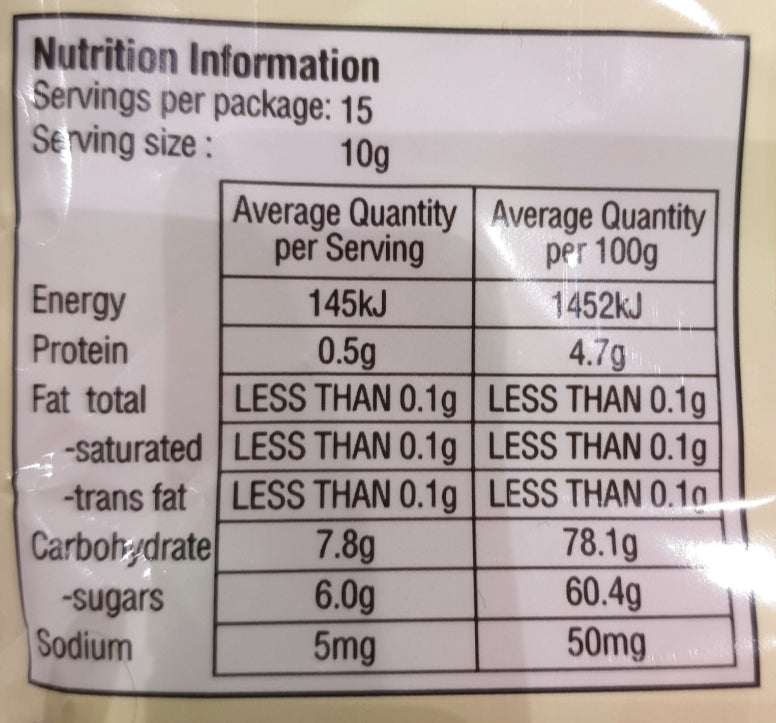 Nutrition Information
Servings per package: 15
Serving size : 10g
Average Quantity per Serving Average Quantity per 100g
Energy 145kJ 1452kJ
Protein 0.5g 4.7g
Fat total LESS THAN 0.1g LESS THAN 0.1g
-saturated LESS THAN 0.1g LESS THAN 0.1g
-trans fat LESS THAN 0.1g LESS THAN 0.1g
Carbohydrate 7.8g 78.1g
-sugars 6.0g 60.4g
Sodium 5mg 50mg